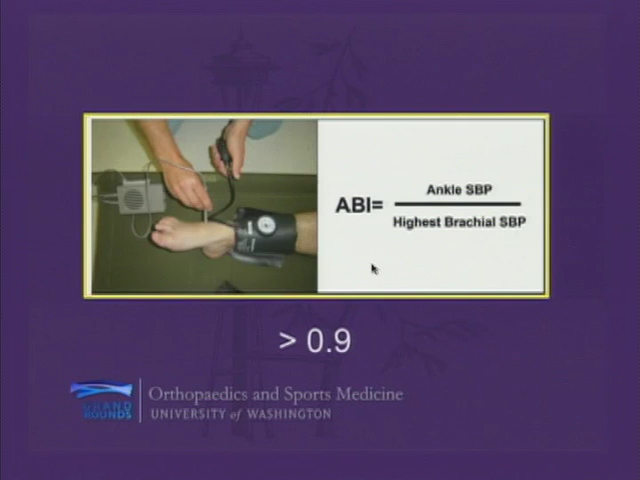 ABI=
Ankle SBP
Highest Brachial SBP
> 0.9
GRAND
ROUNDS
Orthopaedics and Sports Medicine
UNIVERSITY of WASHINGTON